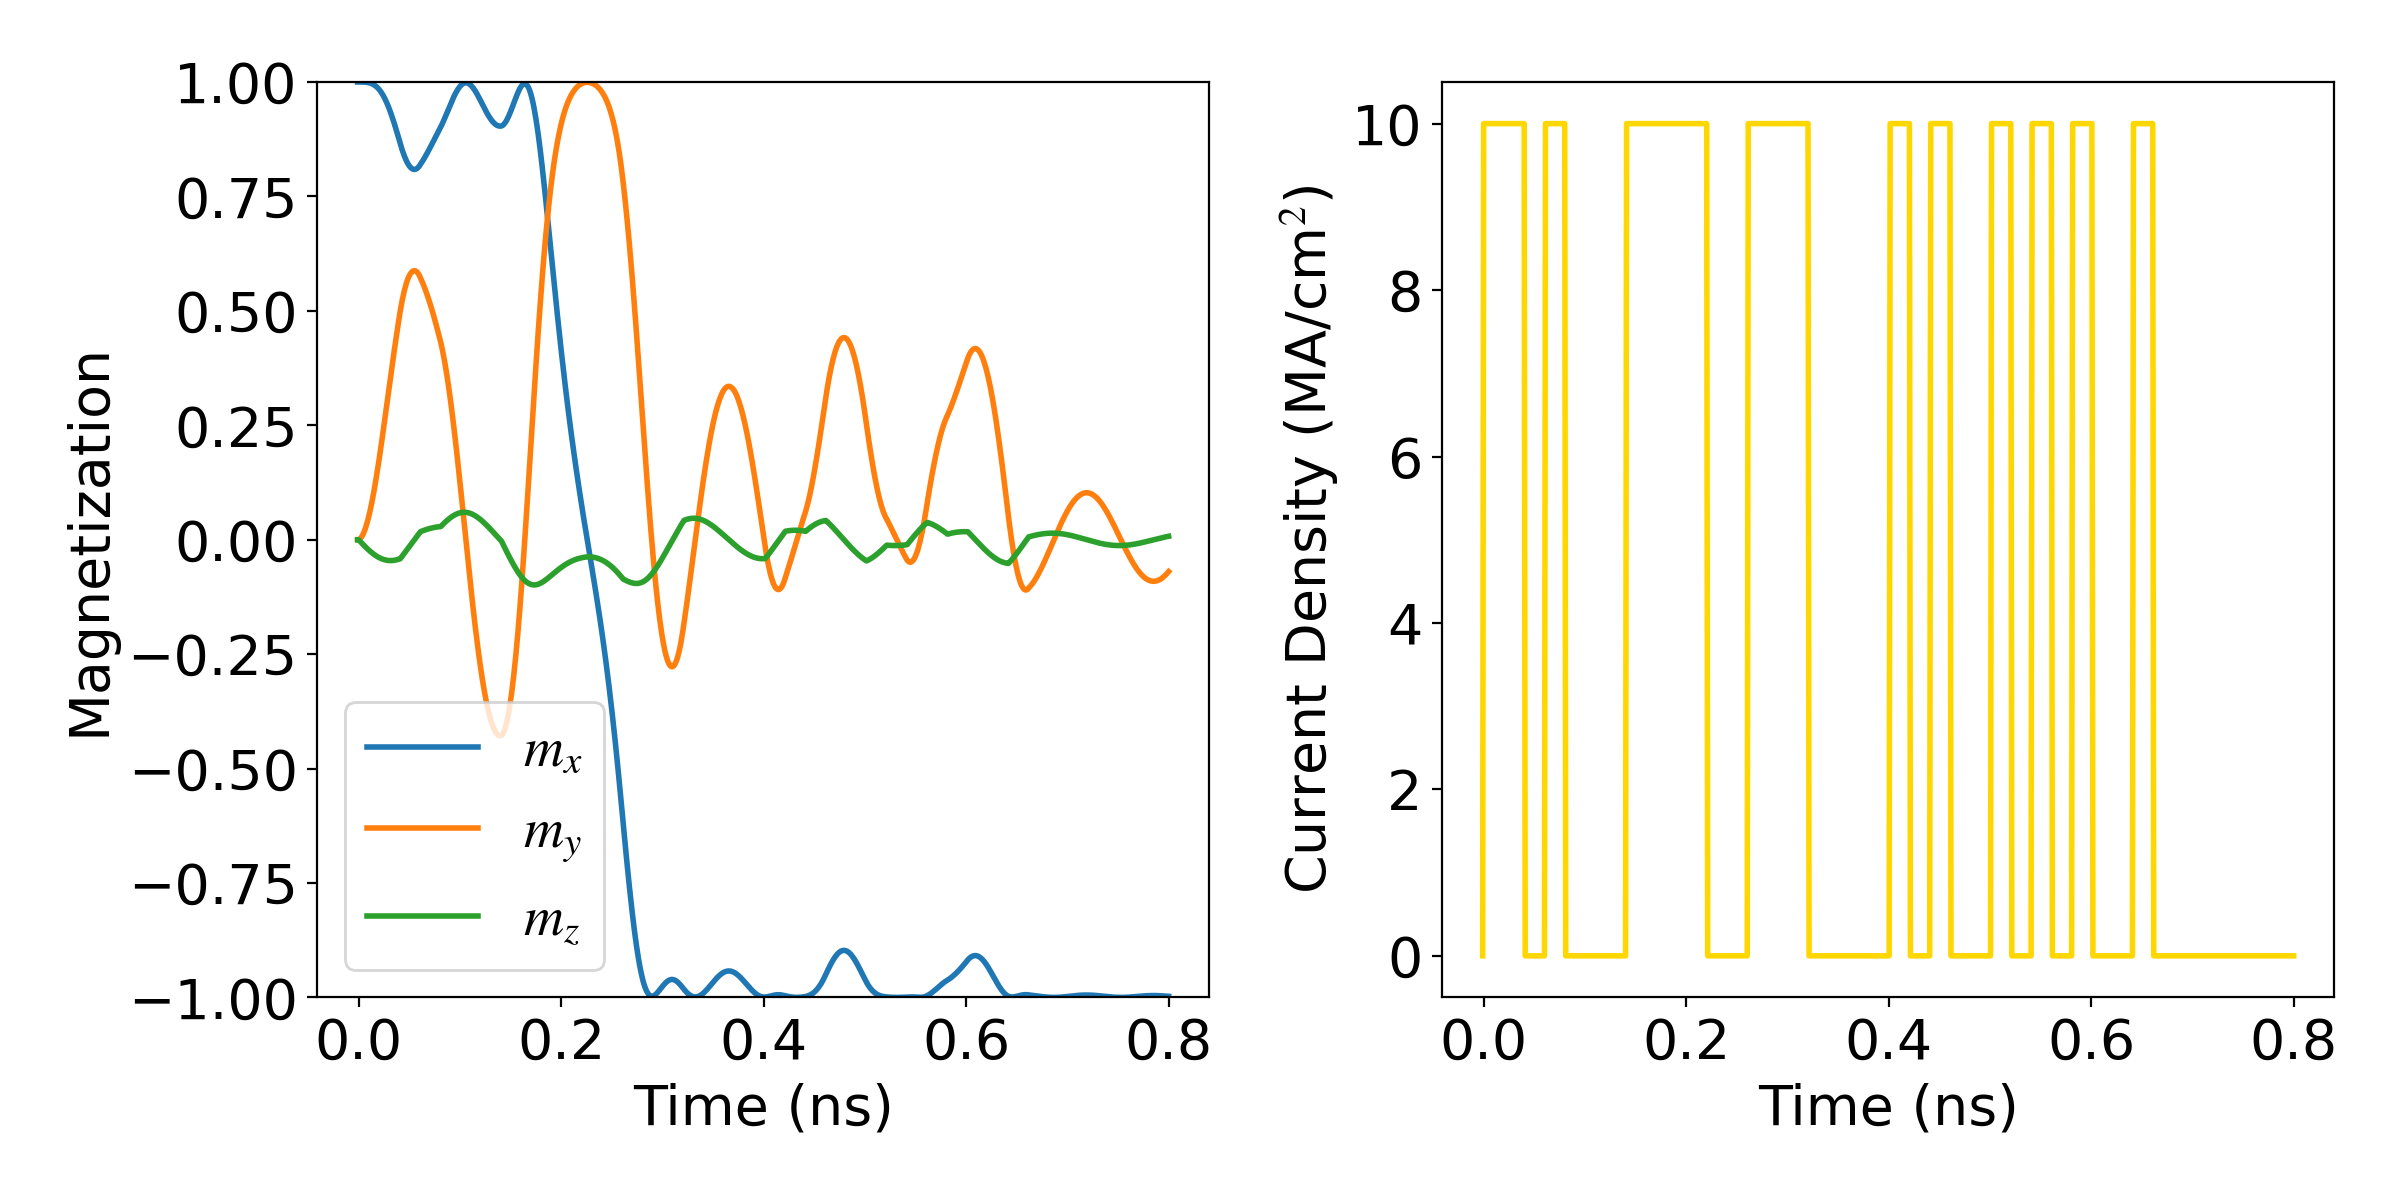 Magnetization
1.00
0.75
0.50
0.25
0.00
−0.25
−0.50
−0.75
−1.00
m_x
m_y
m_z
0.0 0.2 0.4 0.6 0.8
Time (ns)
Current Density (MA/cm²)
10
8
6
4
2
0
0.0 0.2 0.4 0.6 0.8
Time (ns)